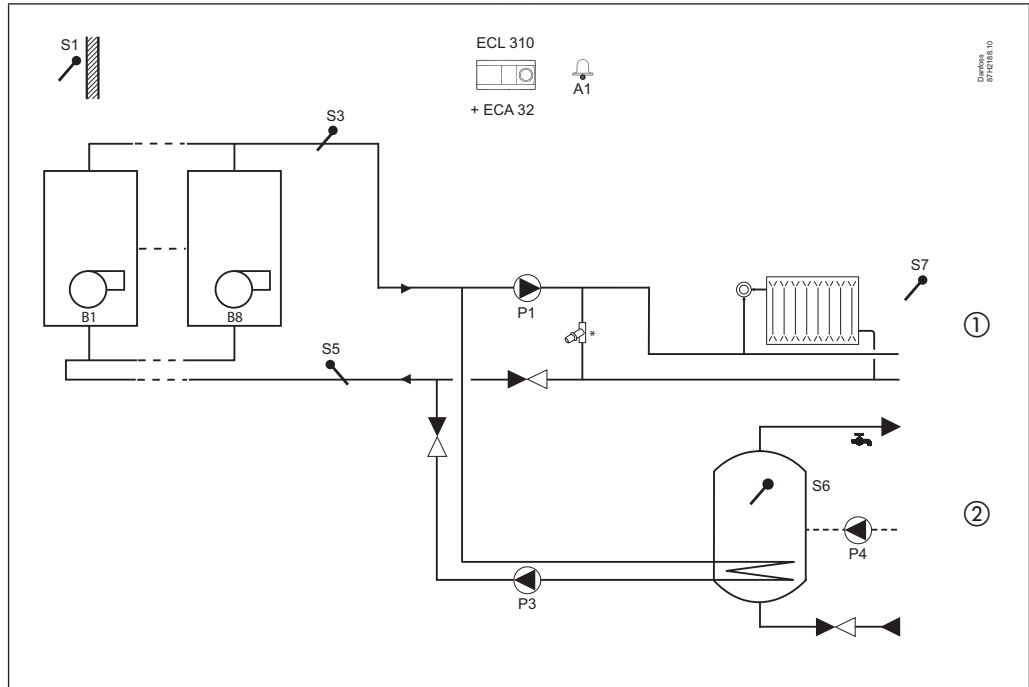 S1
ECL 310
A1
+ ECA 32
Danfoss
87H2188.10
S3
B1
B8
S7
P1
*
①
S5
S6
②
P4
P3